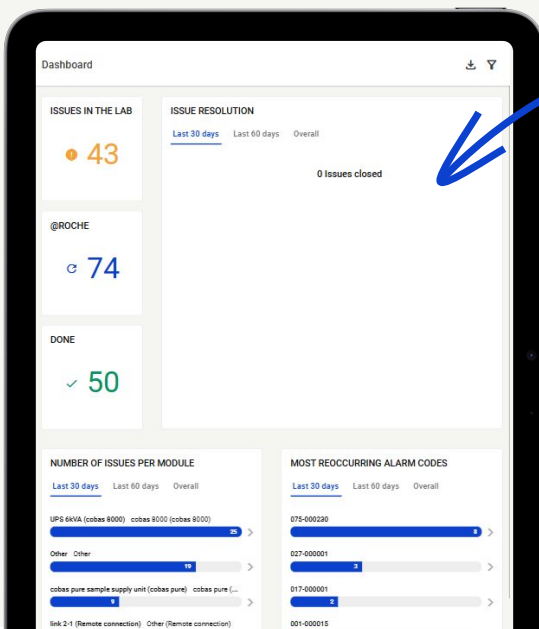 Dashboard
ISSUES IN THE LAB
43
ISSUE RESOLUTION
Last 30 days Last 60 days Overall
0 Issues closed
@ROCHE
74
DONE
50
NUMBER OF ISSUES PER MODULE
Last 30 days Last 60 days Overall
UPS 6kVA (cobas 8000) cobas 8000 (cobas 8000)
25
Other Other
19
cobas pure sample supply unit (cobas pure) cobas pure (...
9
link 2-1 (Remote connection) Other (Remote connection)
MOST REOCCURRING ALARM CODES
Last 30 days Last 60 days Overall
075-000230
8
027-000001
3
017-000001
2
001-000015